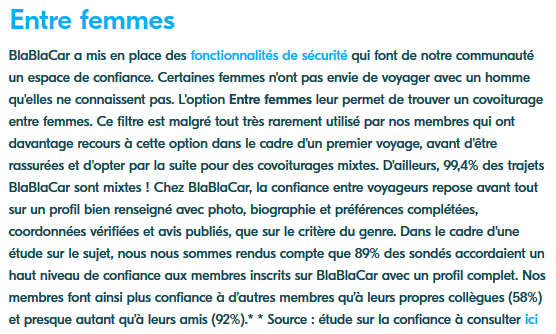 Entre femmes
BlaBlaCar a mis en place des fonctionnalités de sécurité qui font de notre communauté
un espace de confiance. Certaines femmes n'ont pas envie de voyager avec un homme
qu'elles ne connaissent pas. L'option Entre femmes leur permet de trouver un covoiturage
entre femmes. Ce filtre est malgré tout très rarement utilisé par nos membres qui ont
davantage recours à cette option dans le cadre d'un premier voyage, avant d'être
rassurées et d'opter par la suite pour des covoiturages mixtes. D'ailleurs, 99,4% des trajets
BlaBlaCar sont mixtes ! Chez BlaBlaCar, la confiance entre voyageurs repose avant tout
sur un profil bien renseigné avec photo, biographie et préférences complétées,
coordonnées vérifiées et avis publiés, que sur le critère du genre. Dans le cadre d'une
étude sur le sujet, nous nous sommes rendus compte que 89% des sondés accordaient un
haut niveau de confiance aux membres inscrits sur BlaBlaCar avec un profil complet. Nos
membres font ainsi plus confiance à d'autres membres qu'à leurs propres collègues (58%)
et presque autant qu'à leurs amis (92%).* * Source : étude sur la confiance à consulter ici